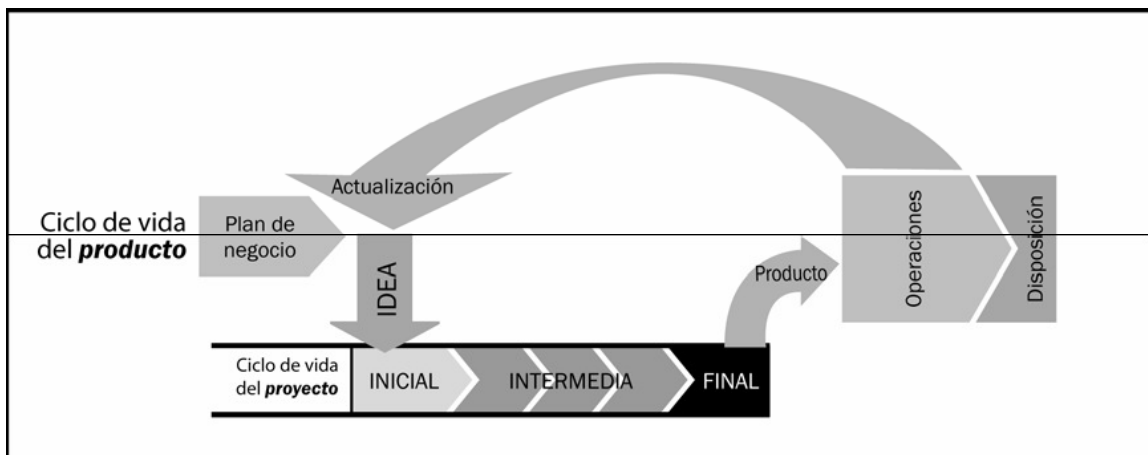 Actualización
Ciclo de vida
del producto
Plan de
negocio
IDEA
Producto
Operaciones
Disposición
Ciclo de vida
del proyecto
INICIAL
INTERMEDIA
FINAL